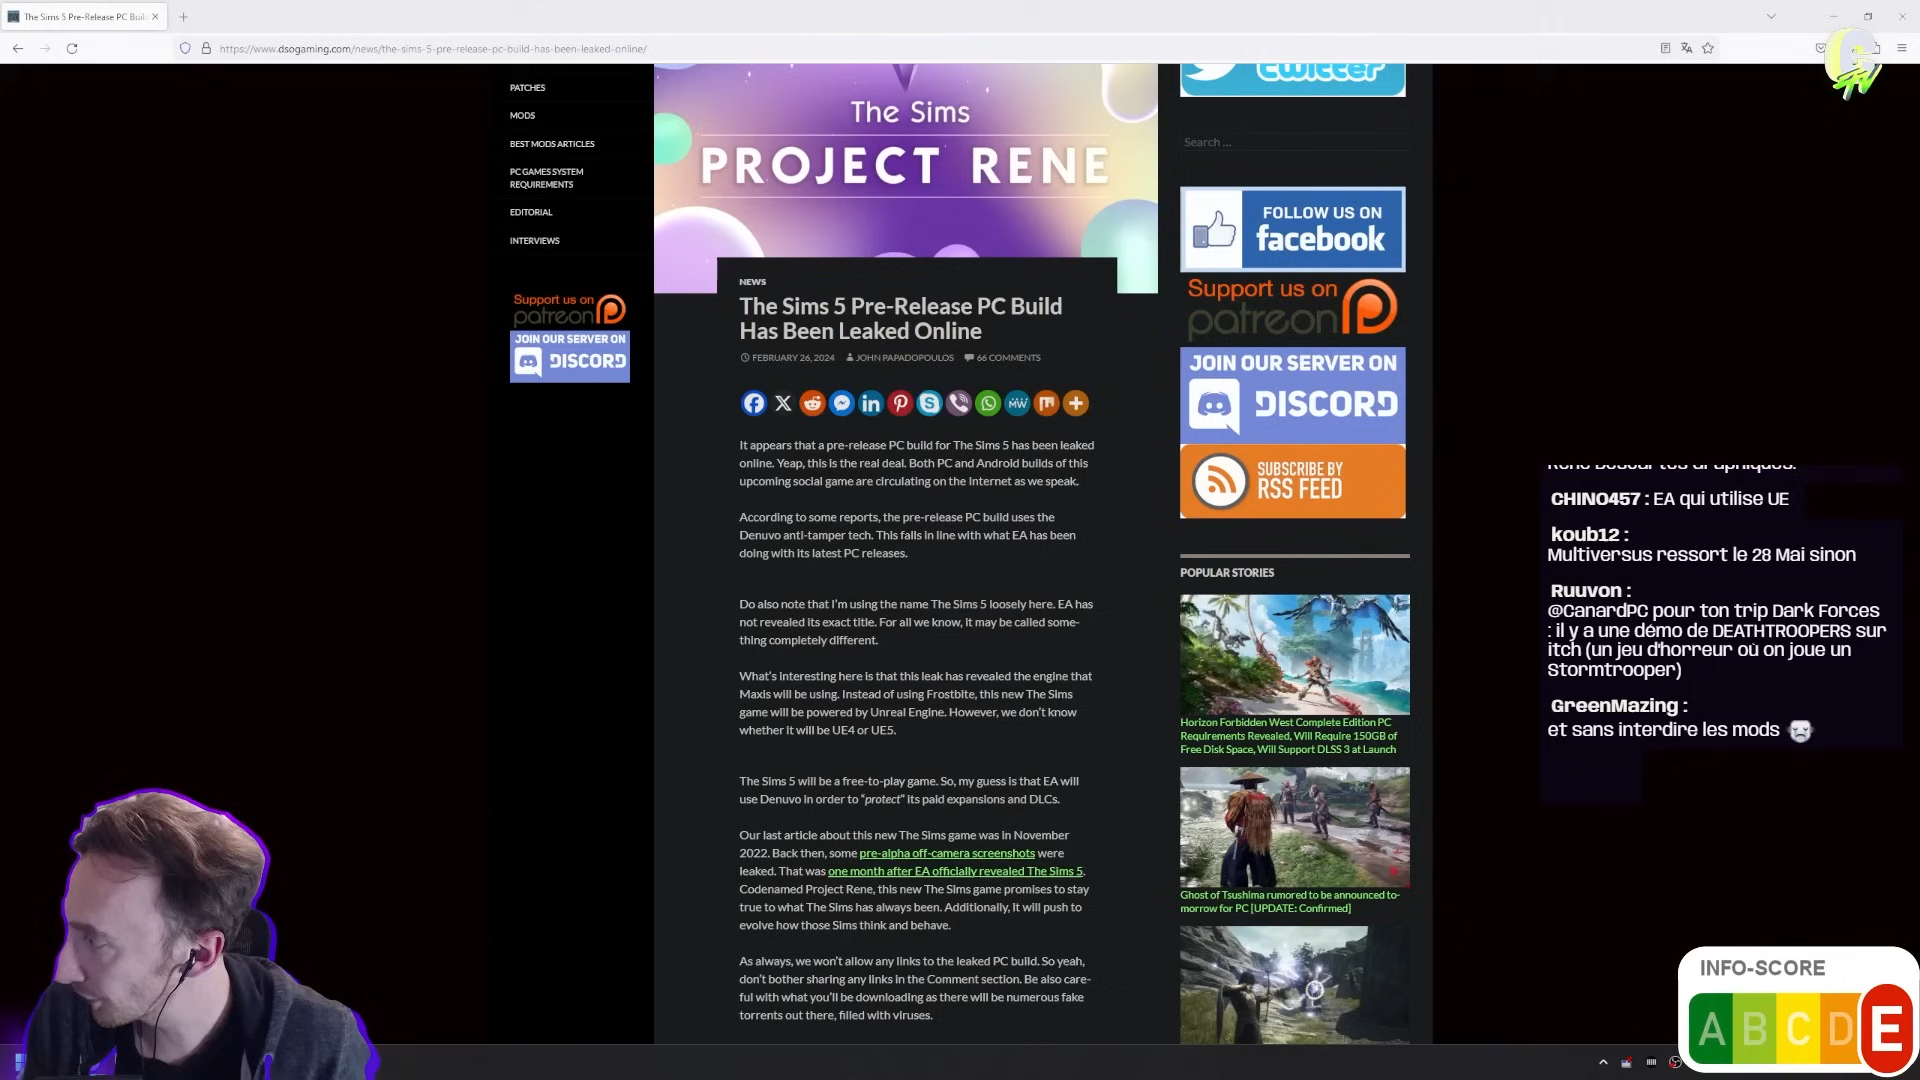 The Sims 5 Pre-Release PC Buil
https://www.dsogaming.com/news/the-sims-5-pre-release-pc-build-has-been-leaked-online/
PATCHES
MODS
BEST MODS ARTICLES
PC GAMES SYSTEM
REQUIREMENTS
EDITORIAL
INTERVIEWS
Support us on
patreon
JOIN OUR SERVER ON
DISCORD
The Sims
PROJECT RENE
NEWS
The Sims 5 Pre-Release PC Build
Has Been Leaked Online
FEBRUARY 26, 2024 JOHN PAPADOPOULOS 66 COMMENTS
It appears that a pre-release PC build for The Sims 5 has been leaked
online. Yeap, this is the real deal. Both PC and Android builds of this
upcoming social game are circulating on the Internet as we speak.
According to some reports, the pre-release PC build uses the
Denuvo anti-tamper tech. This falls in line with what EA has been
doing with its latest PC releases.
Do also note that I'm using the name The Sims 5 loosely here. EA has
not revealed its exact title. For all we know, it may be called some-
thing completely different.
What's interesting here is that this leak has revealed the engine that
Maxis will be using. Instead of using Frostbite, this new The Sims
game will be powered by Unreal Engine. However, we don't know
whether it will be UE4 or UE5.
The Sims 5 will be a free-to-play game. So, my guess is that EA will
use Denuvo in order to "protect" its paid expansions and DLCs.
Our last article about this new The Sims game was in November
2022. Back then, some pre-alpha off-camera screenshots were
leaked. That was one month after EA officially revealed The Sims 5.
Codenamed Project Rene, this new The Sims game promises to stay
true to what The Sims has always been. Additionally, it will push to
evolve how those Sims think and behave.
As always, we won't allow any links to the leaked PC build. So yeah,
don't bother sharing any links in the Comment section. Be also care-
ful with what you'll be downloading as there will be numerous fake
torrents out there, filled with viruses.
twitter
Search ...
FOLLOW US ON
facebook
Support us on
patreon
JOIN OUR SERVER ON
DISCORD
SUBSCRIBE BY
RSS FEED
POPULAR STORIES
Horizon Forbidden West Complete Edition PC
Requirements Revealed, Will Require 150GB of
Free Disk Space, Will Support DLSS 3 at Launch
Ghost of Tsushima rumored to be announced to-
morrow for PC [UPDATE: Confirmed]
CHINO457 : EA qui utilise UE
koub12 :
Multiversus ressort le 28 Mai sinon
Ruuvon :
@CanardPC pour ton trip Dark Forces
: il y a une démo de DEATHTROOPERS sur
itch (un jeu d'horreur où on joue un
Stormtrooper)
GreenMazing :
et sans interdire les mods
INFO-SCORE
A B C D E